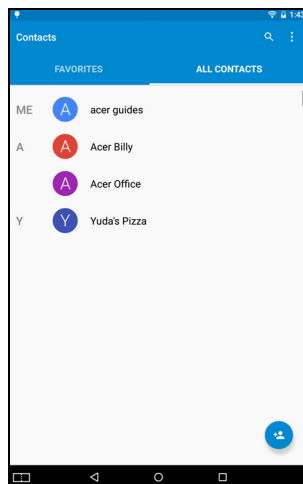 1:43
Contacts
FAVORITES ALL CONTACTS
ME A acer guides
A A Acer Billy
A Acer Office
Y Y Yuda's Pizza